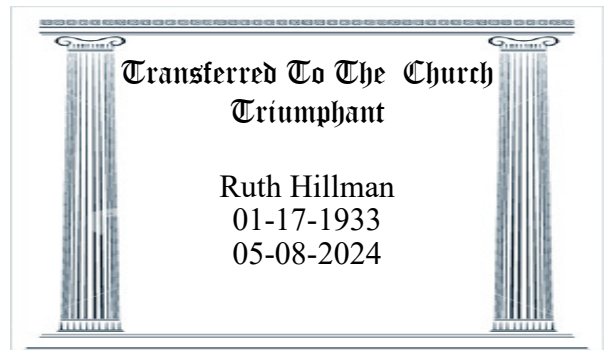 Transferred To The Church
Triumphant
Ruth Hillman
01-17-1933
05-08-2024